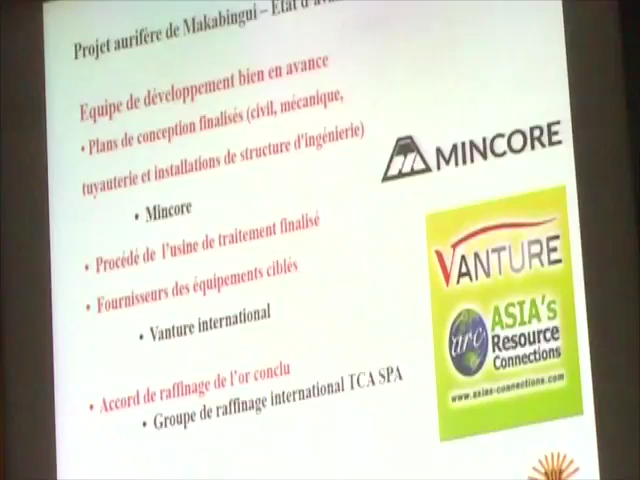 Projet aurifère de Makabingui – Etat
Equipe de développement bien en avance
• Plans de conception finalisés (civil, mécanique,
tuyauterie et installations de structure d'ingénierie)
• Mincore
• Procédé de l'usine de traitement finalisé
• Fournisseurs des équipements ciblés
• Vanture international
• Accord de raffinage de l'or conclu
• Groupe de raffinage international TCA SPA
MINCORE
VANTURE
arc
ASIA's
Resource
Connections
www.asias-connections.com